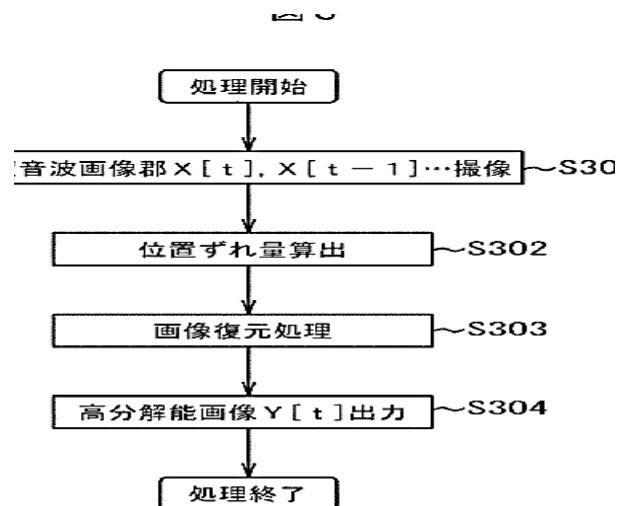 処理開始
音波画像郡X[t], X[t-1]…撮像 ～S30
位置ずれ量算出 ～S302
画像復元処理 ～S303
高分解能画像Y[t]出力 ～S304
処理終了